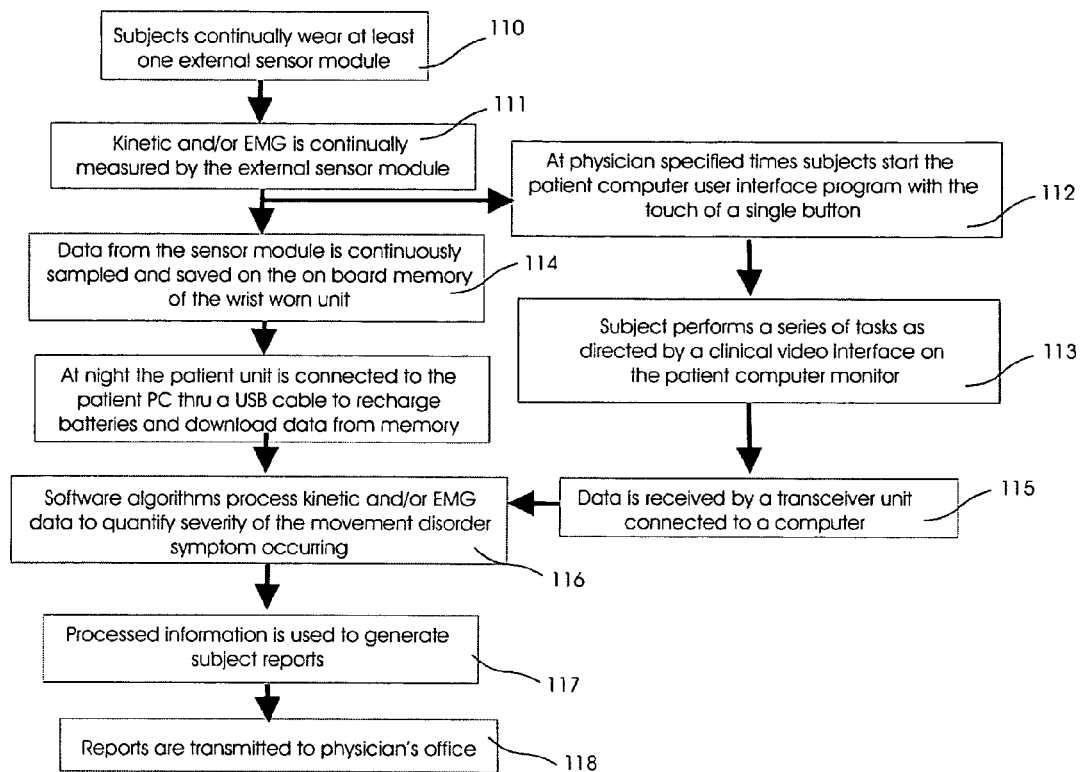 Subjects continually wear at least
one external sensor module
110
111
Kinetic and/or EMG is continually
measured by the external sensor module
At physician specified times subjects start the
patient computer user interface program with the
touch of a single button
112
Data from the sensor module is continuously
sampled and saved on the on board memory
of the wrist worn unit
114
Subject performs a series of tasks as
directed by a clinical video interface on
the patient computer monitor
113
At night the patient unit is connected to the
patient PC thru a USB cable to recharge
batteries and download data from memory
Software algorithms process kinetic and/or EMG
data to quantify severity of the movement disorder
symptom occurring
116
Data is received by a transceiver unit
connected to a computer
115
Processed information is used to generate
subject reports
117
Reports are transmitted to physician's office
118